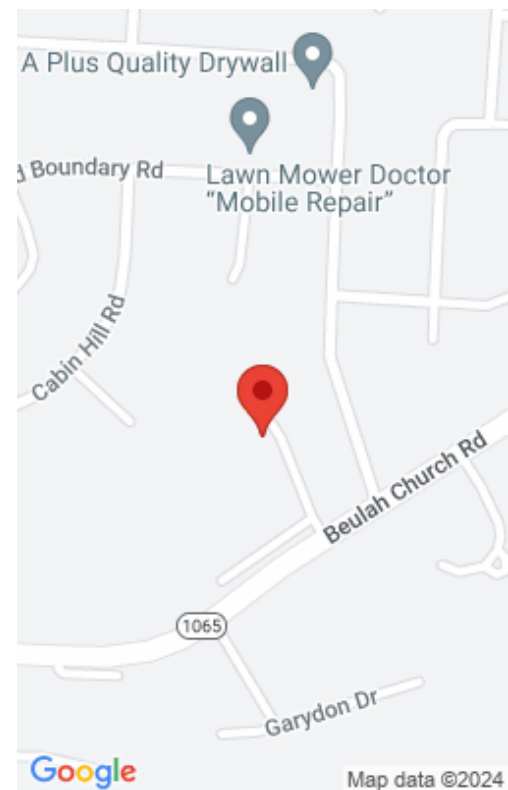 A Plus Quality Drywall
d Boundary Rd
Lawn Mower Doctor
“Mobile Repair”
Cabin Hill Rd
Beulah Church Rd
1065
Garydon Dr
Google
Map data ©2024